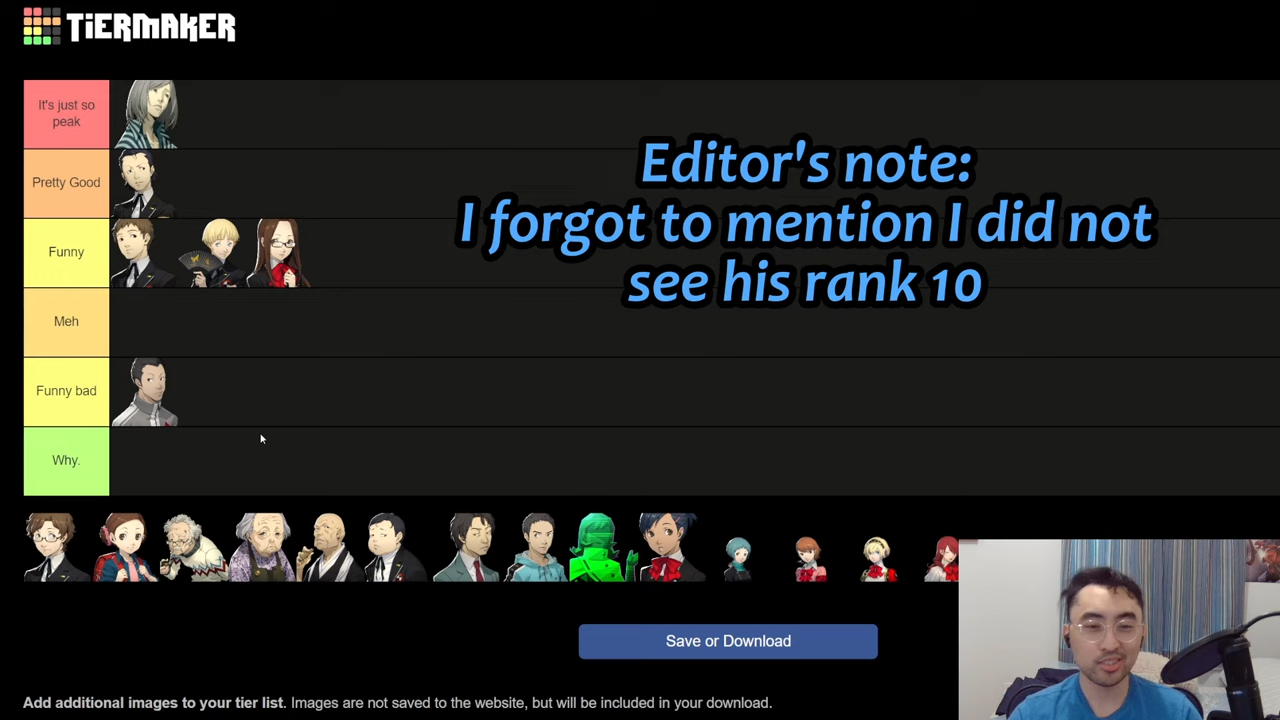 TIERMAKER
It's just so
peak
Pretty Good
Funny
Meh
Funny bad
Why.
Editor's note:
I forgot to mention I did not
see his rank 10
Save or Download
Add additional images to your tier list. Images are not saved to the website, but will be included in your download.